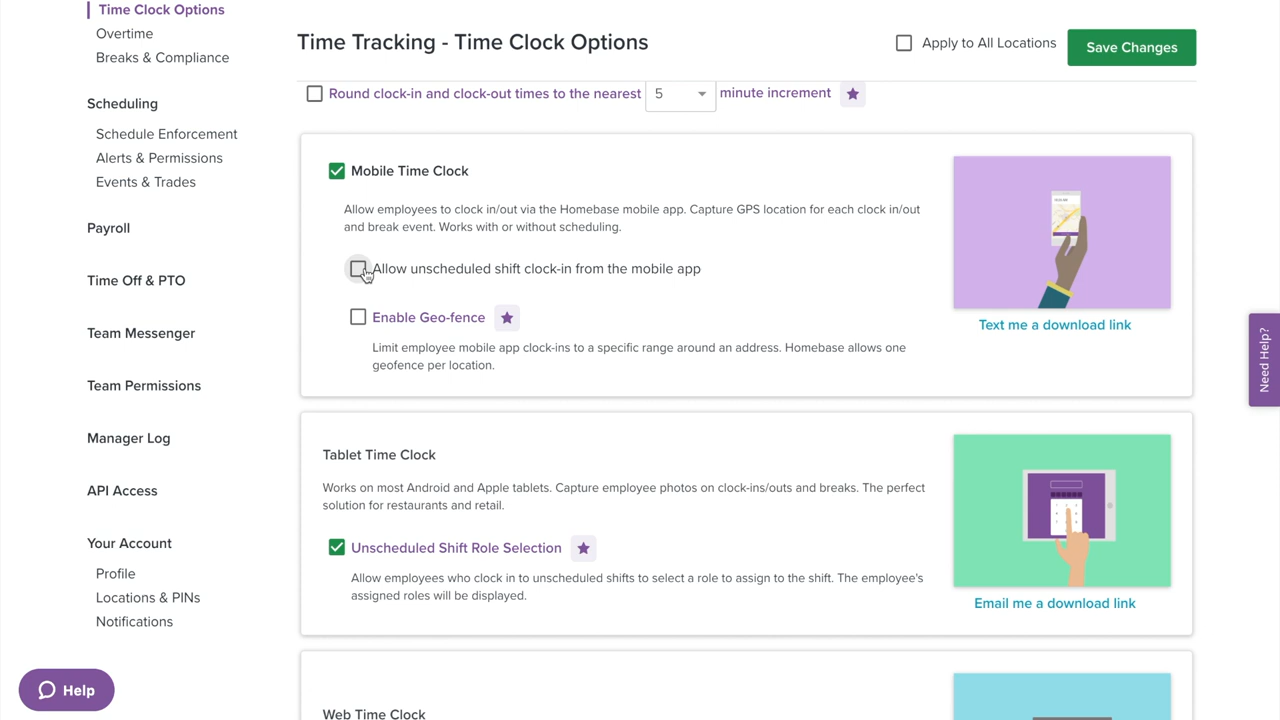 Time Clock Options
Overtime
Breaks & Compliance
Scheduling
Schedule Enforcement
Alerts & Permissions
Events & Trades
Payroll
Time Off & PTO
Team Messenger
Team Permissions
Manager Log
API Access
Your Account
Profile
Locations & PINs
Notifications
Help
Time Tracking - Time Clock Options
Apply to All Locations
Save Changes
Round clock-in and clock-out times to the nearest 5 minute increment
Mobile Time Clock
Allow employees to clock in/out via the Homebase mobile app. Capture GPS location for each clock in/out
and break event. Works with or without scheduling.
Allow unscheduled shift clock-in from the mobile app
Enable Geo-fence
Limit employee mobile app clock-ins to a specific range around an address. Homebase allows one
geofence per location.
Text me a download link
Tablet Time Clock
Works on most Android and Apple tablets. Capture employee photos on clock-ins/outs and breaks. The perfect
solution for restaurants and retail.
Unscheduled Shift Role Selection
Allow employees who clock in to unscheduled shifts to select a role to assign to the shift. The employee's
assigned roles will be displayed.
Email me a download link
Web Time Clock
Need Help?